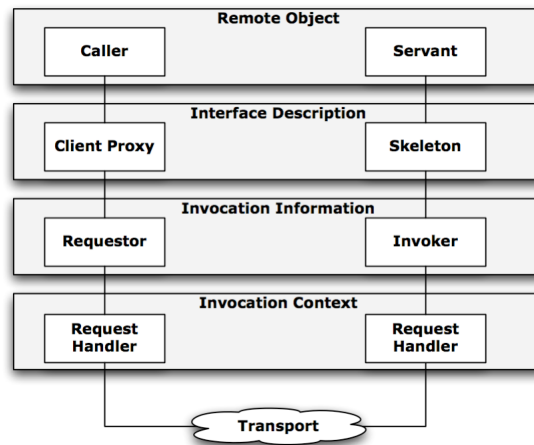 Remote Object
Caller
Servant
Interface Description
Client Proxy
Skeleton
Invocation Information
Requestor
Invoker
Invocation Context
Request
Handler
Request
Handler
Transport